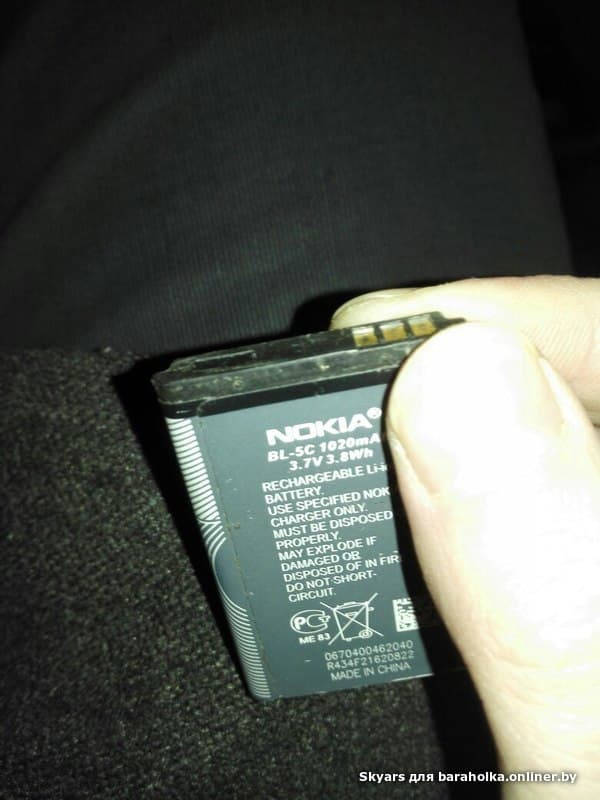 NOKIA®
BL-5C 1020mA
3.7V 3.8Wh
RECHARGEABLE Li-i
BATTERY.
USE SPECIFIED NOK
CHARGER ONLY.
MUST BE DISPOSED
PROPERLY.
MAY EXPLODE IF
DAMAGED OR
DISPOSED OF IN FIR
DO NOT SHORT-
CIRCUIT.
ME 83
0670400462040
R434F21620822
MADE IN CHINA
Skyars для baraholka.onliner.by